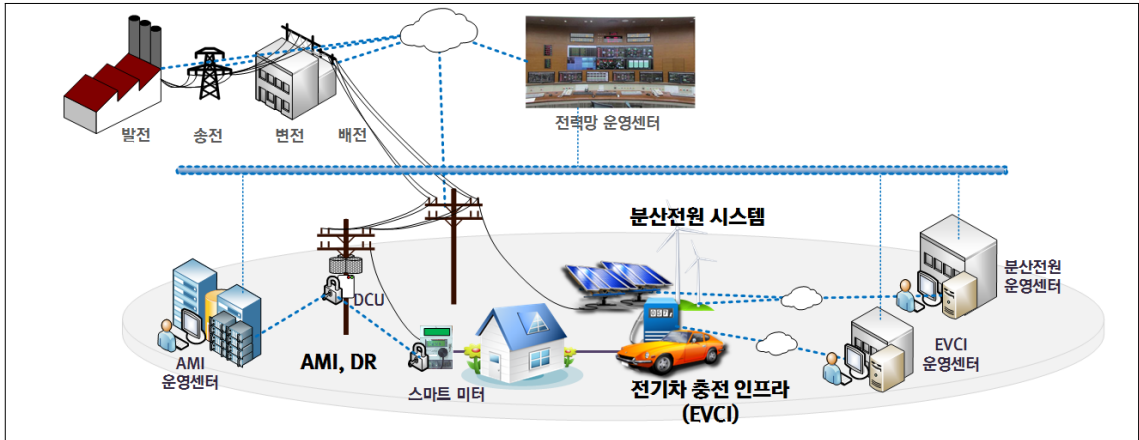 발전
송전
변전
배전
전력망 운영센터
분산전원 시스템
분산전원
운영센터
DCU
AMI
운영센터
AMI, DR
스마트 미터
전기차 충전 인프라
(EVCI)
EVCI
운영센터